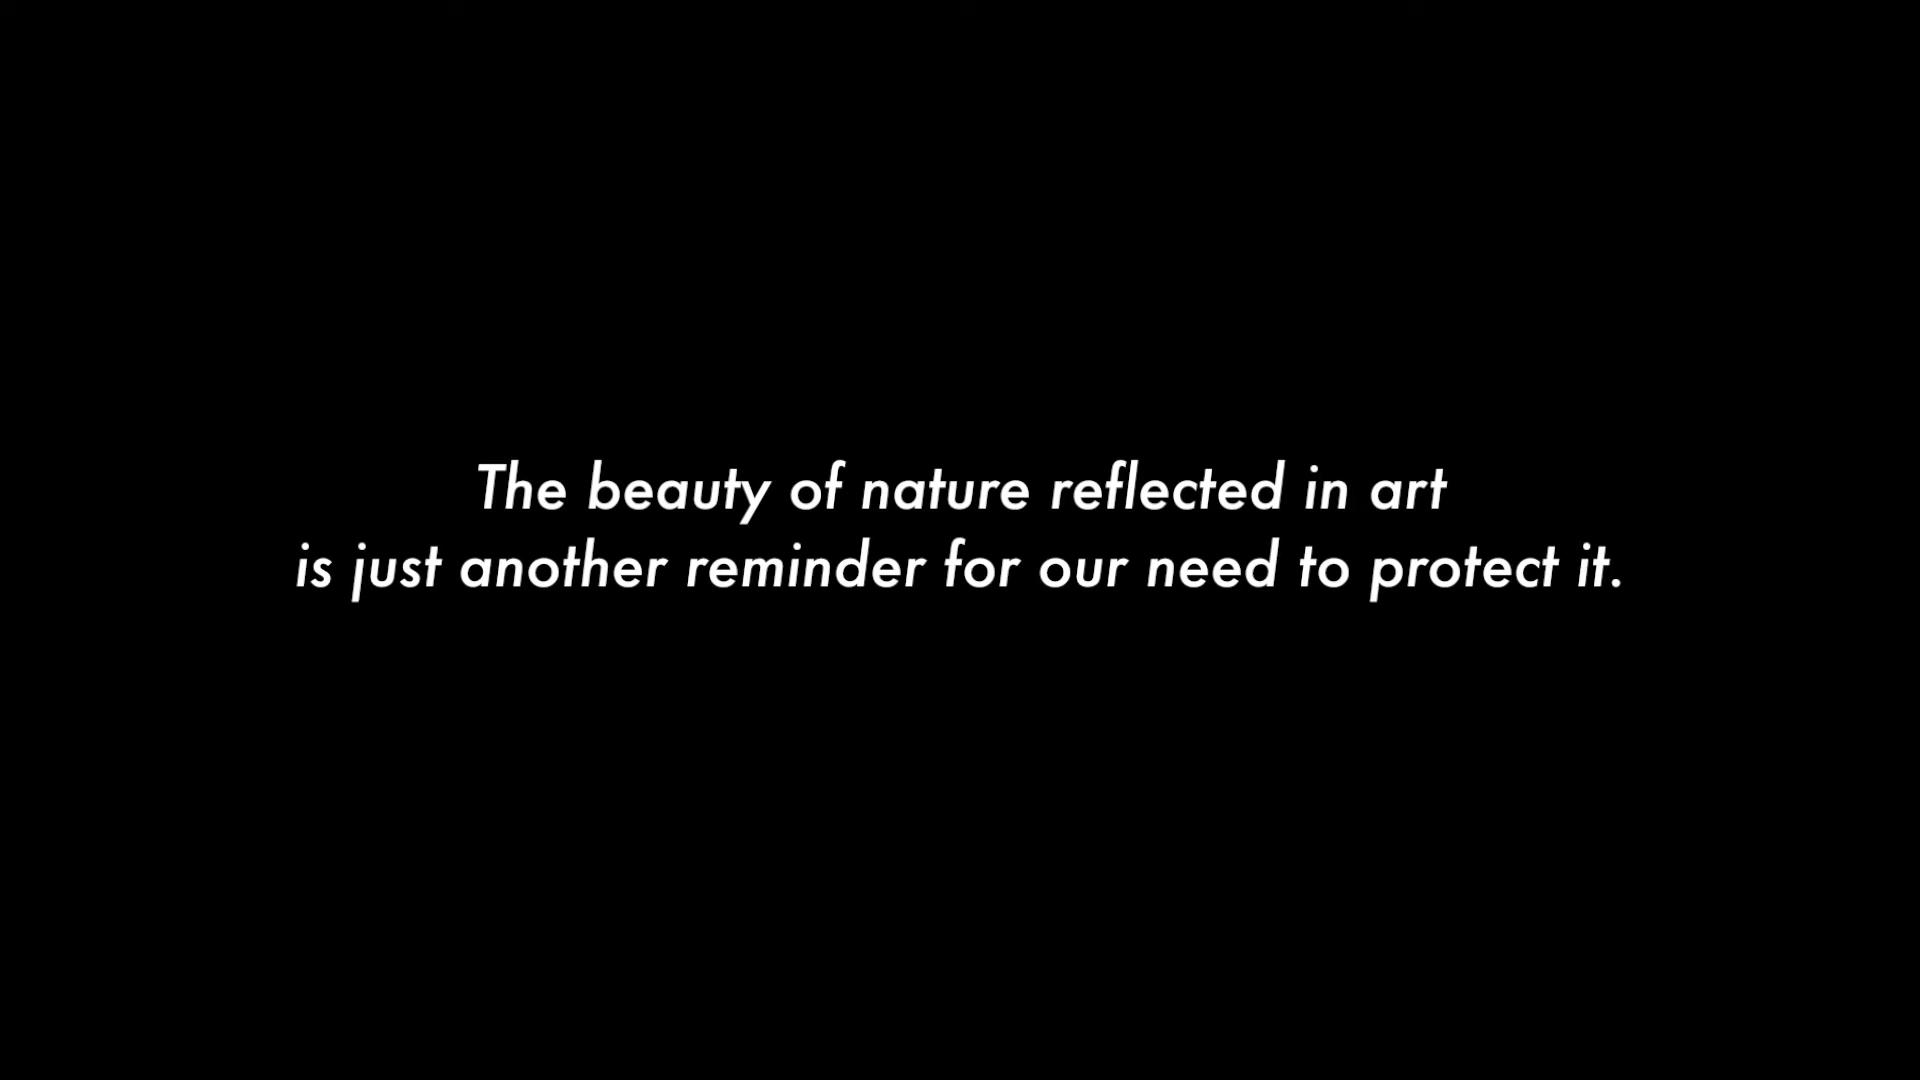 The beauty of nature reflected in art
is just another reminder for our need to protect it.